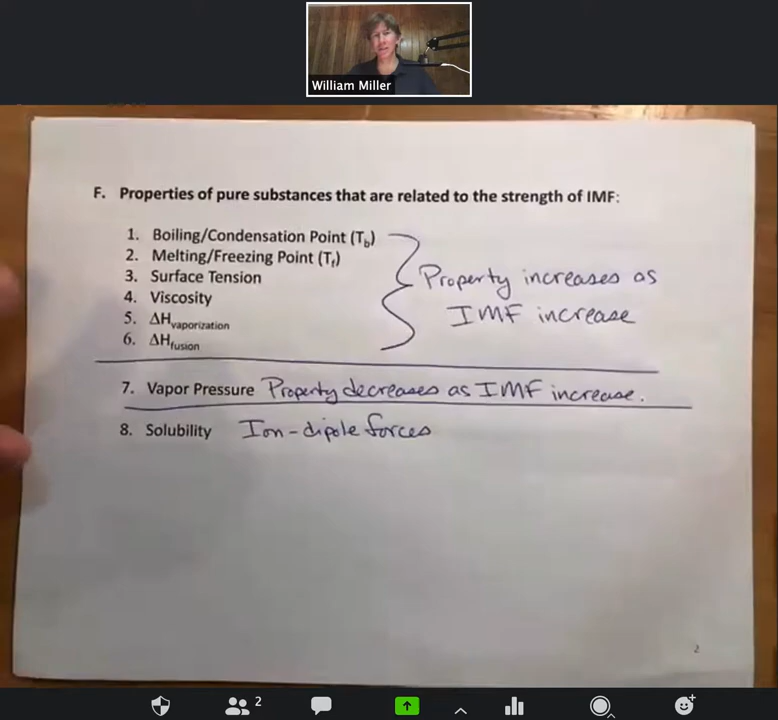 William Miller
F. Properties of pure substances that are related to the strength of IMF:
1. Boiling/Condensation Point (Tb)
2. Melting/Freezing Point (Tf)
3. Surface Tension
4. Viscosity
5. ΔHvaporization
6. ΔHfusion
Property increases as
IMF increase
7. Vapor Pressure Property decreases as IMF increase.
8. Solubility Ion-dipole forces
2
2